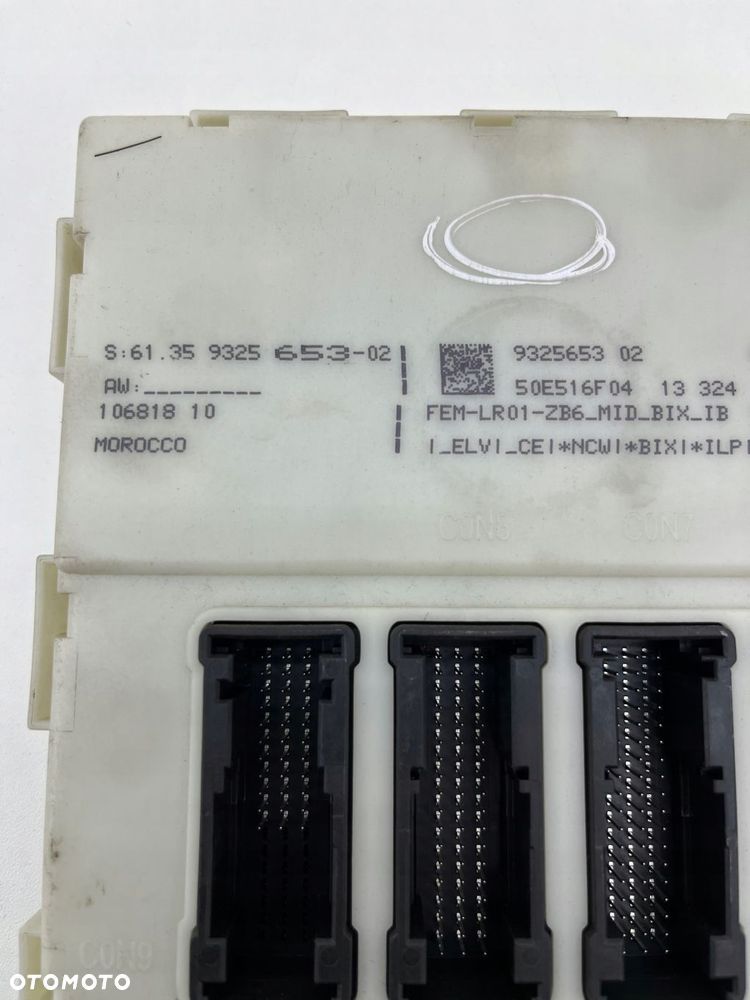 S:61.35 9325 653-02
AW:_________
106818 10
MOROCCO
9325653 02
50E516F04 13 324
FEM-LR01-ZB6_MID_BIX_IB
|_ELV|_CE|*NCW|*BIX|*ILP|
CON5 CON7
CON9
OTOMOTO